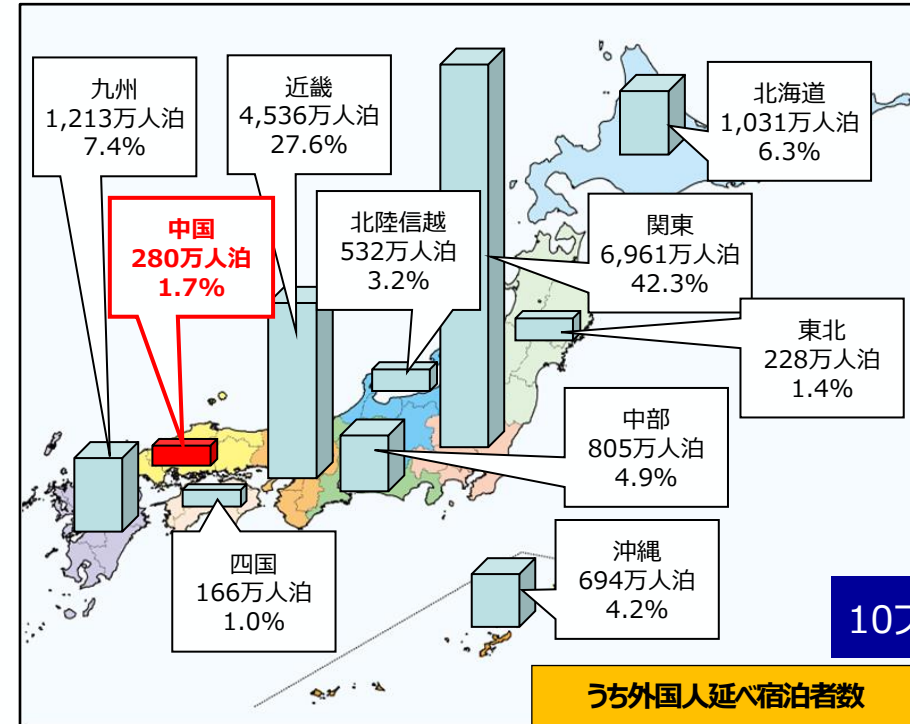 九州
1,213万人泊
7.4%
近畿
4,536万人泊
27.6%
北海道
1,031万人泊
6.3%
中国
280万人泊
1.7%
北陸信越
532万人泊
3.2%
関東
6,961万人泊
42.3%
東北
228万人泊
1.4%
中部
805万人泊
4.9%
四国
166万人泊
1.0%
沖縄
694万人泊
4.2%
10ブ
うち外国人延べ宿泊者数